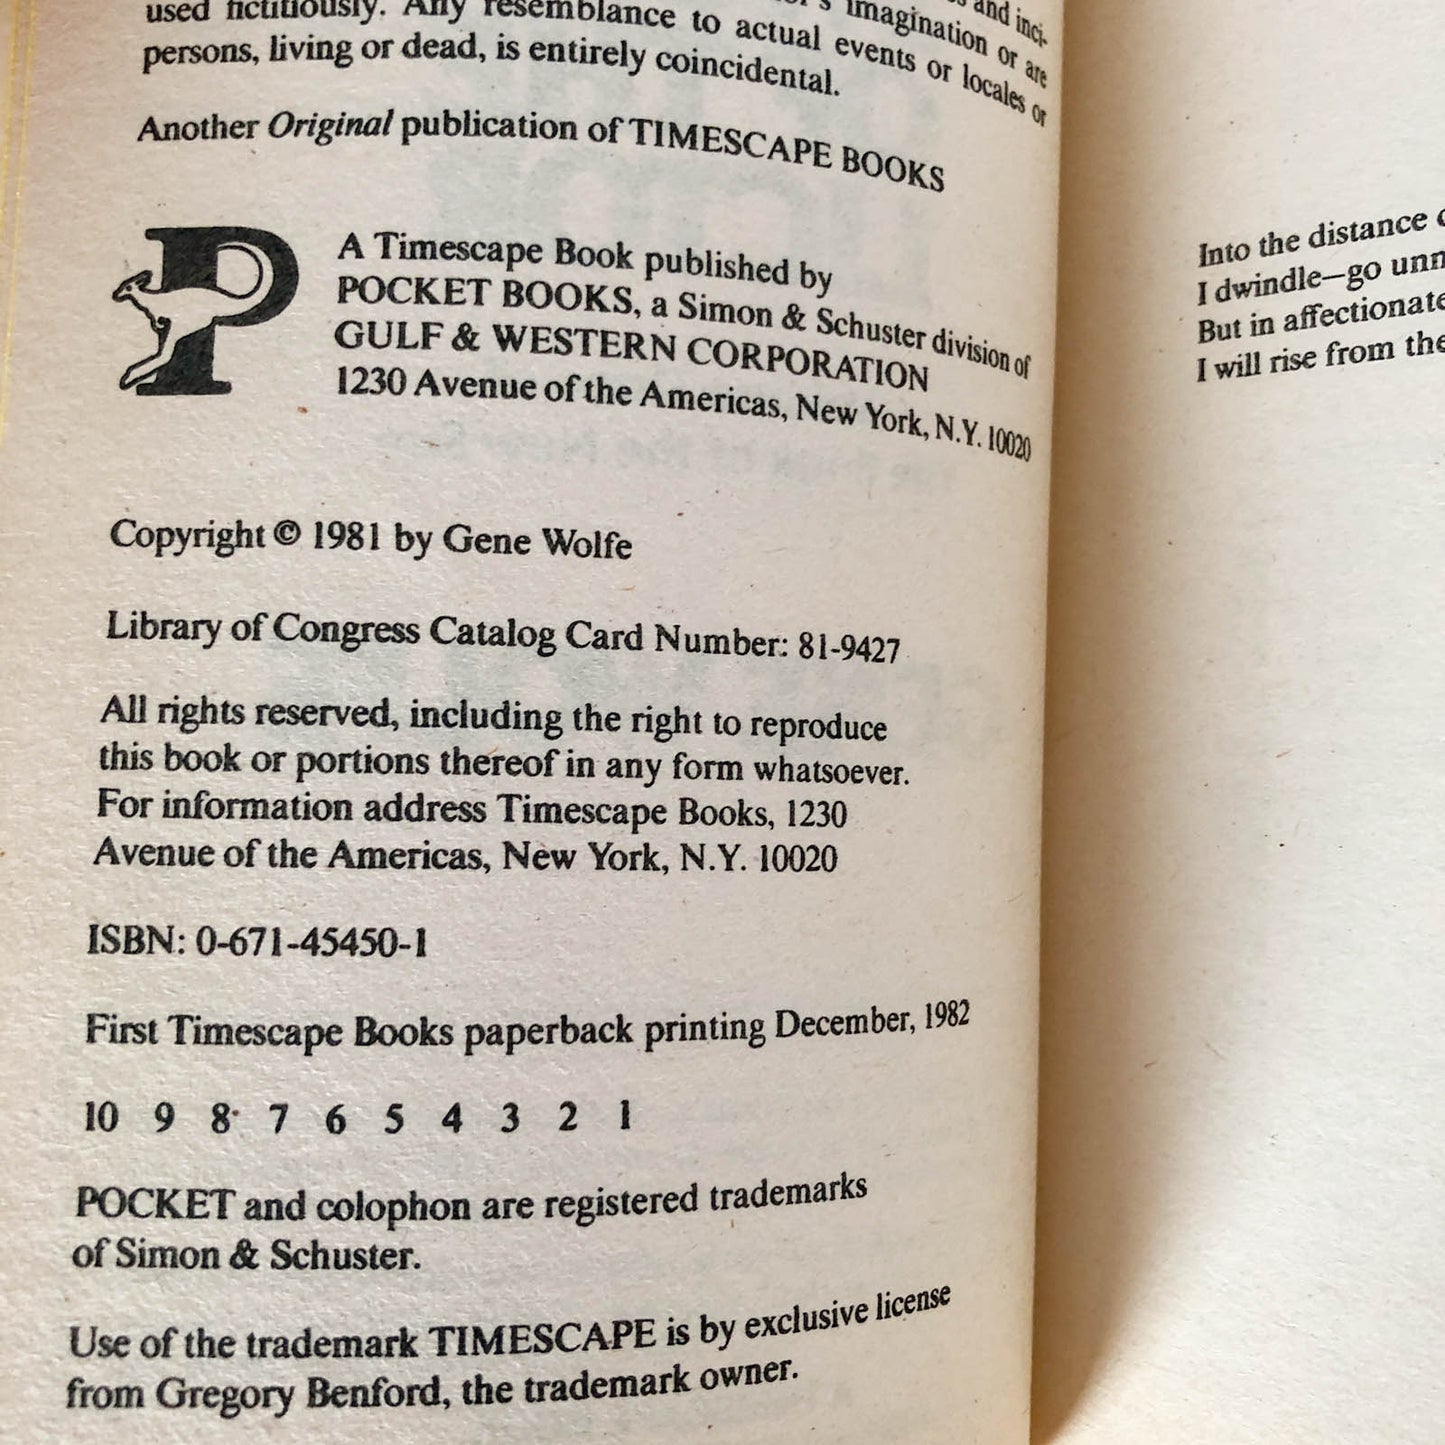 's imagination or are
used fictitiously. Any resemblance to actual events or locales or
persons, living or dead, is entirely coincidental.
Another Original publication of TIMESCAPE BOOKS
P
A Timescape Book published by
POCKET BOOKS, a Simon & Schuster division of
GULF & WESTERN CORPORATION
1230 Avenue of the Americas, New York, N.Y. 10020
Copyright © 1981 by Gene Wolfe
Library of Congress Catalog Card Number: 81-9427
All rights reserved, including the right to reproduce
this book or portions thereof in any form whatsoever.
For information address Timescape Books, 1230
Avenue of the Americas, New York, N.Y. 10020
ISBN: 0-671-45450-1
First Timescape Books paperback printing December, 1982
10 9 8 7 6 5 4 3 2 1
POCKET and colophon are registered trademarks
of Simon & Schuster.
Use of the trademark TIMESCAPE is by exclusive license
from Gregory Benford, the trademark owner.
Into the distance
I dwindle—go
But in affectionate
I will rise from the